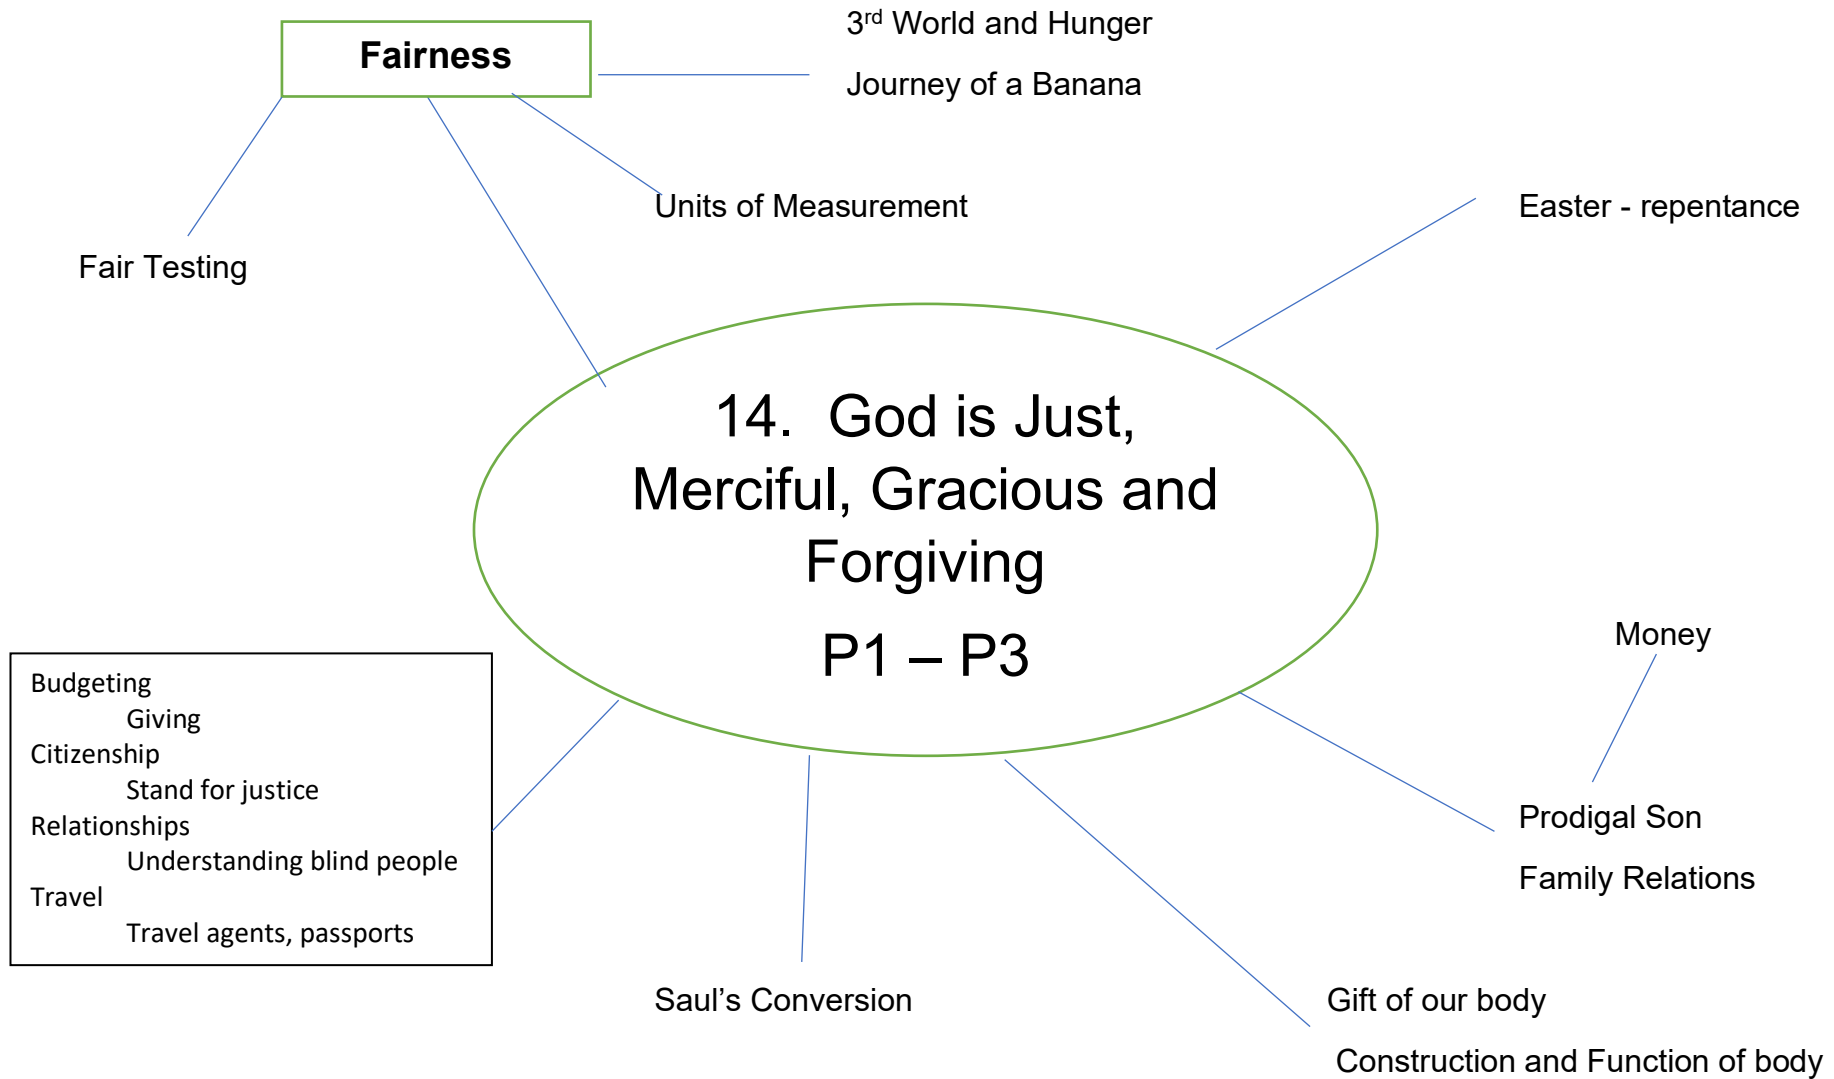 3rd World and Hunger
Fairness
Journey of a Banana
Units of Measurement
Easter - repentance
Fair Testing
14. God is Just,
Merciful, Gracious and
Forgiving
P1 – P3
Money
Budgeting
Giving
Citizenship
Stand for justice
Relationships
Understanding blind people
Travel
Travel agents, passports
Prodigal Son
Family Relations
Saul’s Conversion
Gift of our body
Construction and Function of body